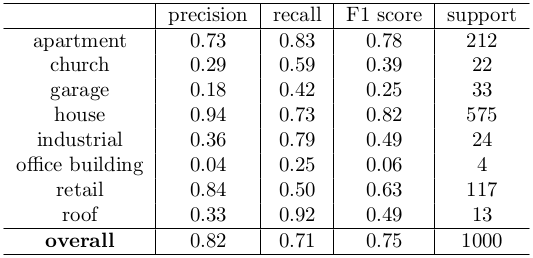 precision recall F1 score support
apartment 0.73 0.83 0.78 212
church 0.29 0.59 0.39 22
garage 0.18 0.42 0.25 33
house 0.94 0.73 0.82 575
industrial 0.36 0.79 0.49 24
office building 0.04 0.25 0.06 4
retail 0.84 0.50 0.63 117
roof 0.33 0.92 0.49 13
overall 0.82 0.71 0.75 1000